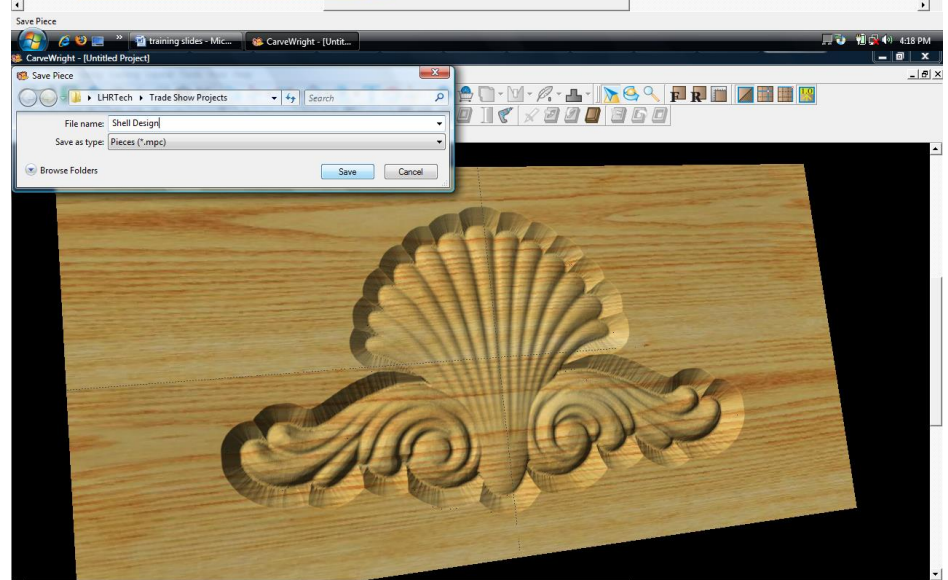 Save Piece
» training slides - Mic... CarveWright - [Untit... 4:18 PM
CarveWright - [Untitled Project]
Save Piece
LHRTech Trade Show Projects Search
File name: Shell Design
Save as type: Pieces (*.mpc)
F R
Browse Folders Save Cancel